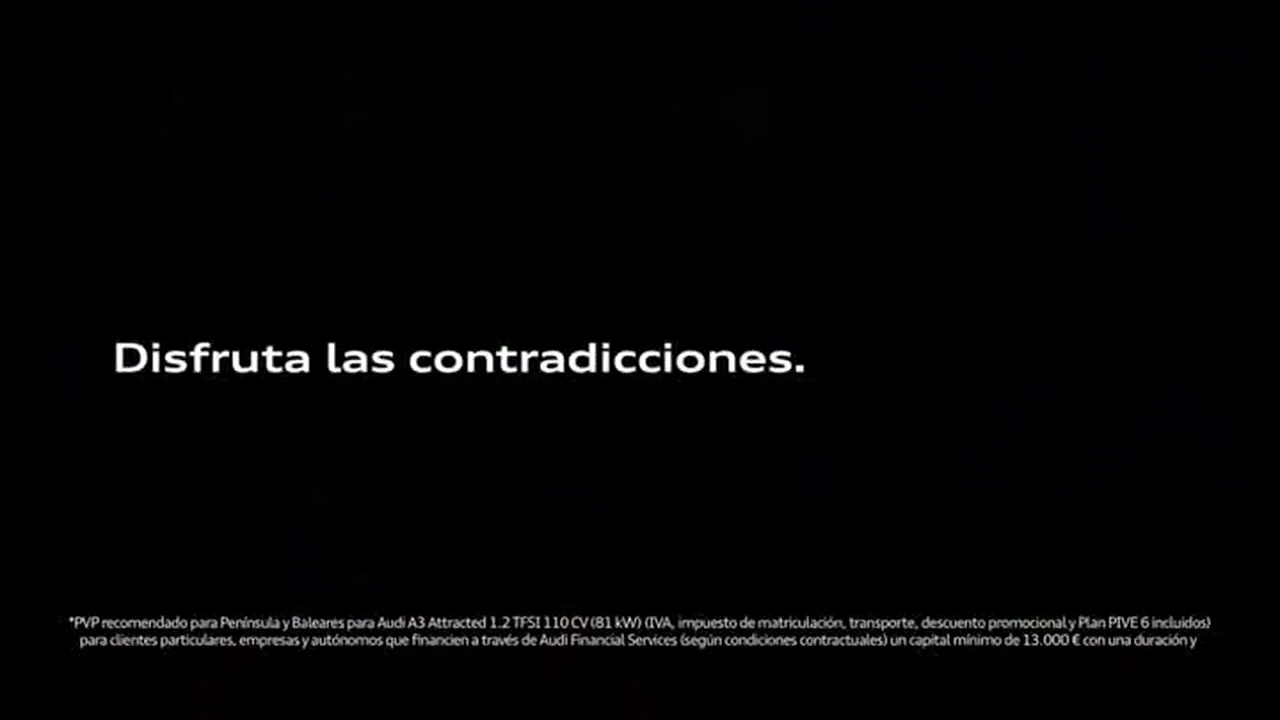 Disfruta las contradicciones.
*PVP recomendado para Península y Baleares para Audi A3 Attracted 1.2 TFSI 110 CV (81 kW) (IVA, impuesto de matriculación, transporte, descuento promocional y Plan PIVE 6 incluidos)
para clientes particulares, empresas y autónomos que financien a través de Audi Financial Services (según condiciones contractuales) un capital mínimo de 13.000 € con una duración y